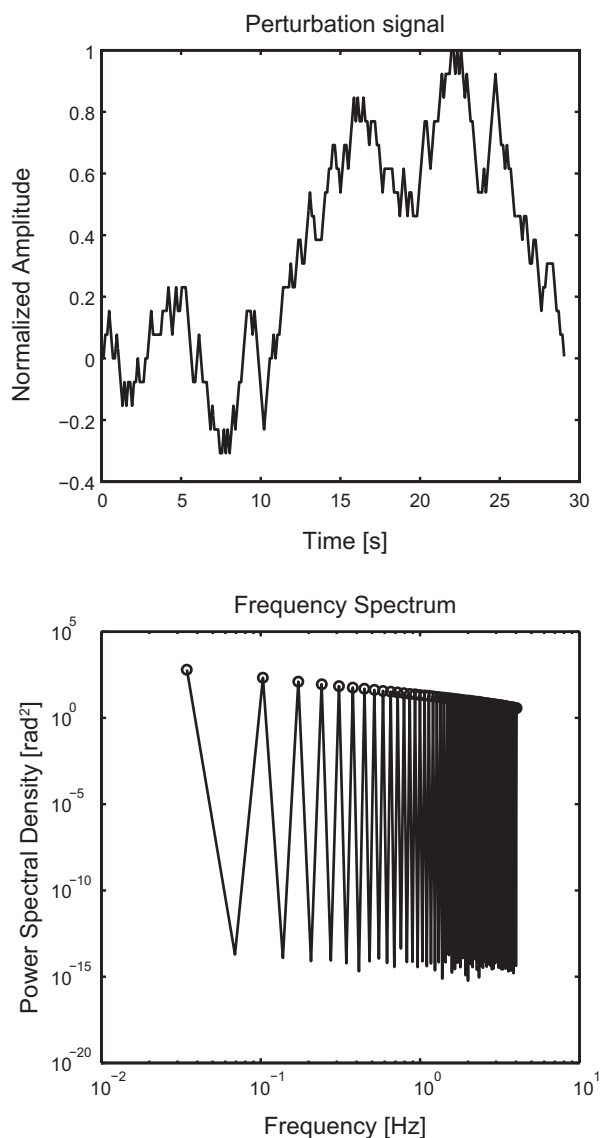 Perturbation signal
1
0.8
0.6
0.4
0.2
0
−0.2
−0.4
Normalized Amplitude
0 5 10 15 20 25 30
Time [s]
Frequency Spectrum
10^5
10^0
10^−5
10^−10
10^−15
10^−20
Power Spectral Density [rad²]
10^−2 10^−1 10^0 10^1
Frequency [Hz]